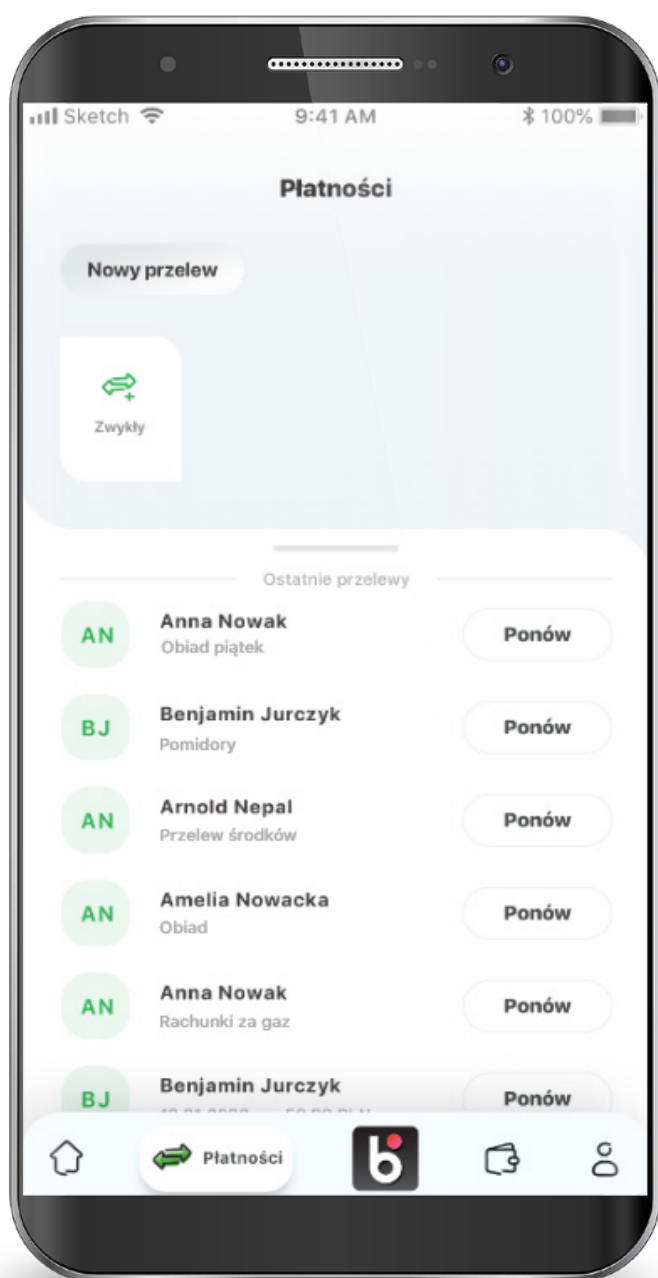 Sketch 9:41 AM 100%
Płatności
Nowy przelew
Zwykły
Ostatnie przelewy
AN Anna Nowak Ponów
Obiad piątek
BJ Benjamin Jurczyk Ponów
Pomidory
AN Arnold Nepal Ponów
Przelew środków
AN Amelia Nowacka Ponów
Obiad
AN Anna Nowak Ponów
Rachunki za gaz
BJ Benjamin Jurczyk Ponów
Płatności b